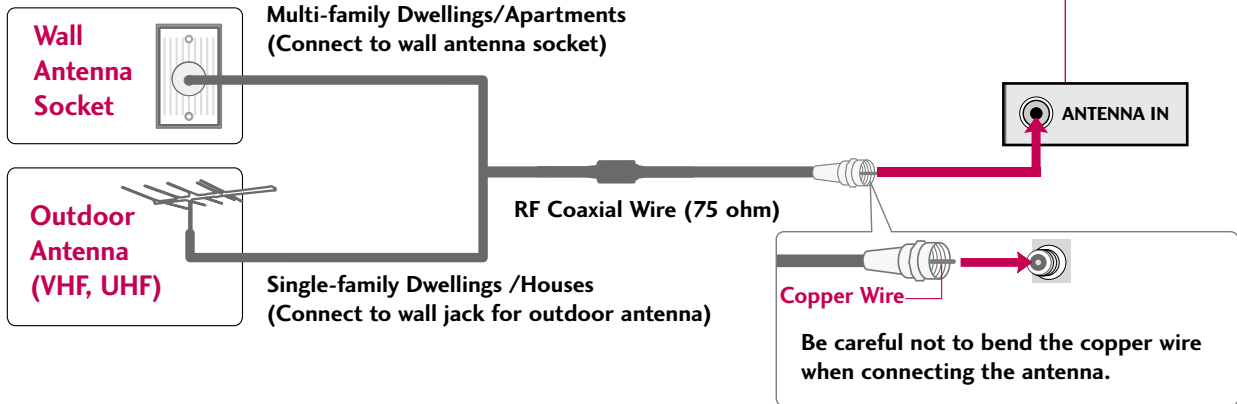 Multi-family Dwellings/Apartments
(Connect to wall antenna socket)
Wall
Antenna
Socket
ANTENNA IN
RF Coaxial Wire (75 ohm)
Outdoor
Antenna
(VHF, UHF)
Single-family Dwellings /Houses
(Connect to wall jack for outdoor antenna)
Copper Wire
Be careful not to bend the copper wire
when connecting the antenna.